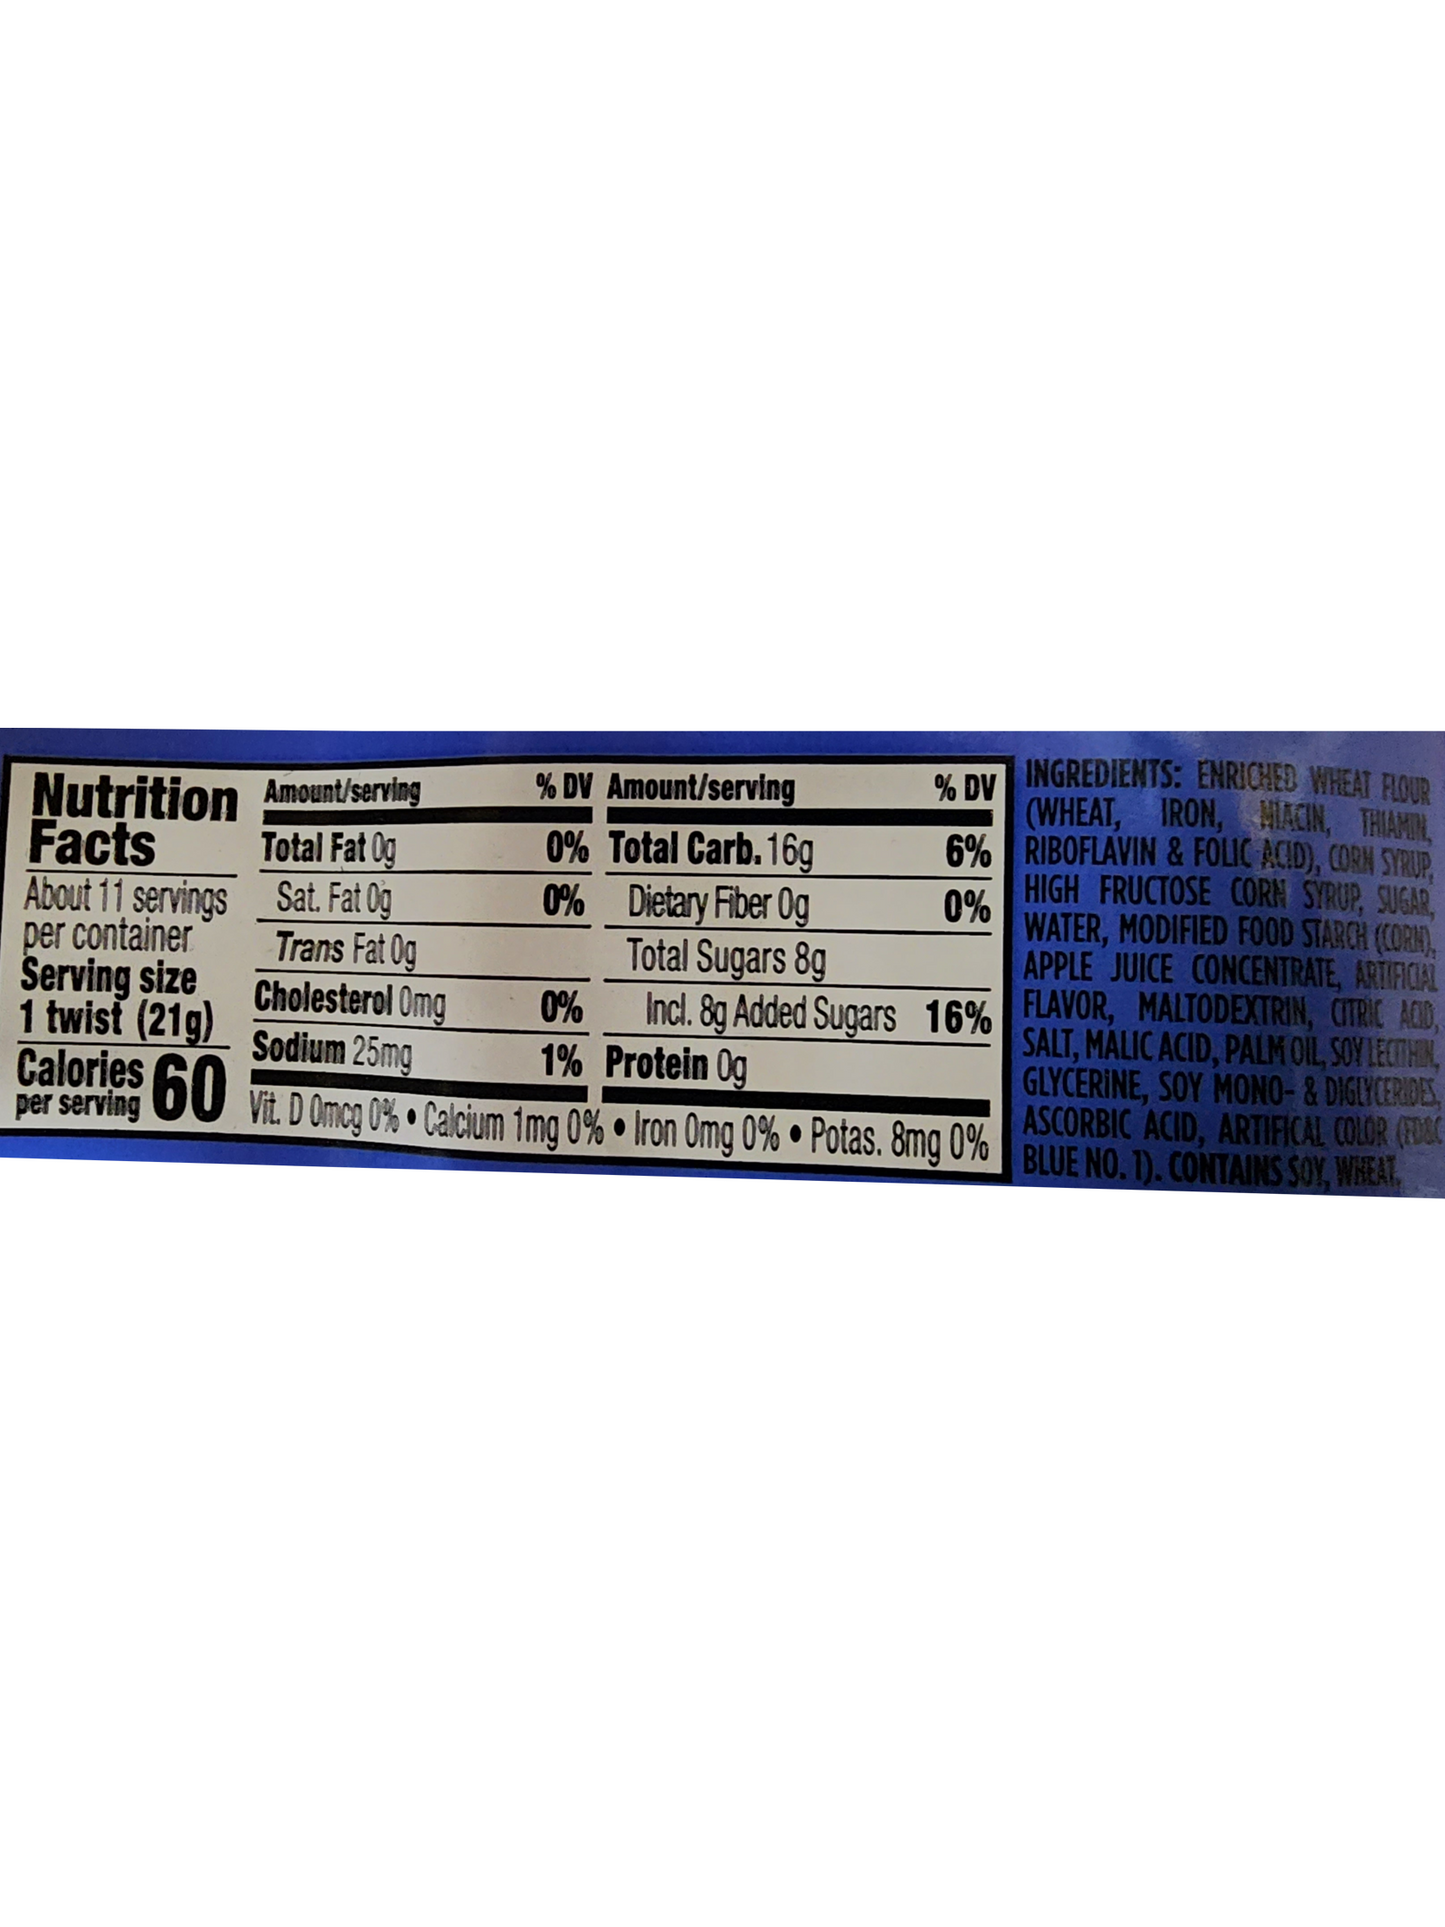 Nutrition
Facts
About 11 servings
per container
Serving size
1 twist (21g)
Calories
per serving
60
Amount/serving % DV
Total Fat 0g 0%
Sat. Fat 0g 0%
Trans Fat 0g
Cholesterol 0mg 0%
Sodium 25mg 1%
Amount/serving % DV
Total Carb. 16g 6%
Dietary Fiber 0g 0%
Total Sugars 8g
Incl. 8g Added Sugars 16%
Protein 0g
Vit. D 0mcg 0% • Calcium 1mg 0% • Iron 0mg 0% • Potas. 8mg 0%
INGREDIENTS: ENRICHED WHEAT FLOUR
(WHEAT, IRON, NIACIN, THIAMIN,
RIBOFLAVIN & FOLIC ACID), CORN SYRUP,
HIGH FRUCTOSE CORN SYRUP, SUGAR,
WATER, MODIFIED FOOD STARCH (CORN),
APPLE JUICE CONCENTRATE, ARTIFICIAL
FLAVOR, MALTODEXTRIN, CITRIC ACID,
SALT, MALIC ACID, PALM OIL, SOY LECITHIN,
GLYCERINE, SOY MONO- & DIGLYCERIDES,
ASCORBIC ACID, ARTIFICAL COLOR (FD&C
BLUE NO. 1). CONTAINS SOY, WHEAT.